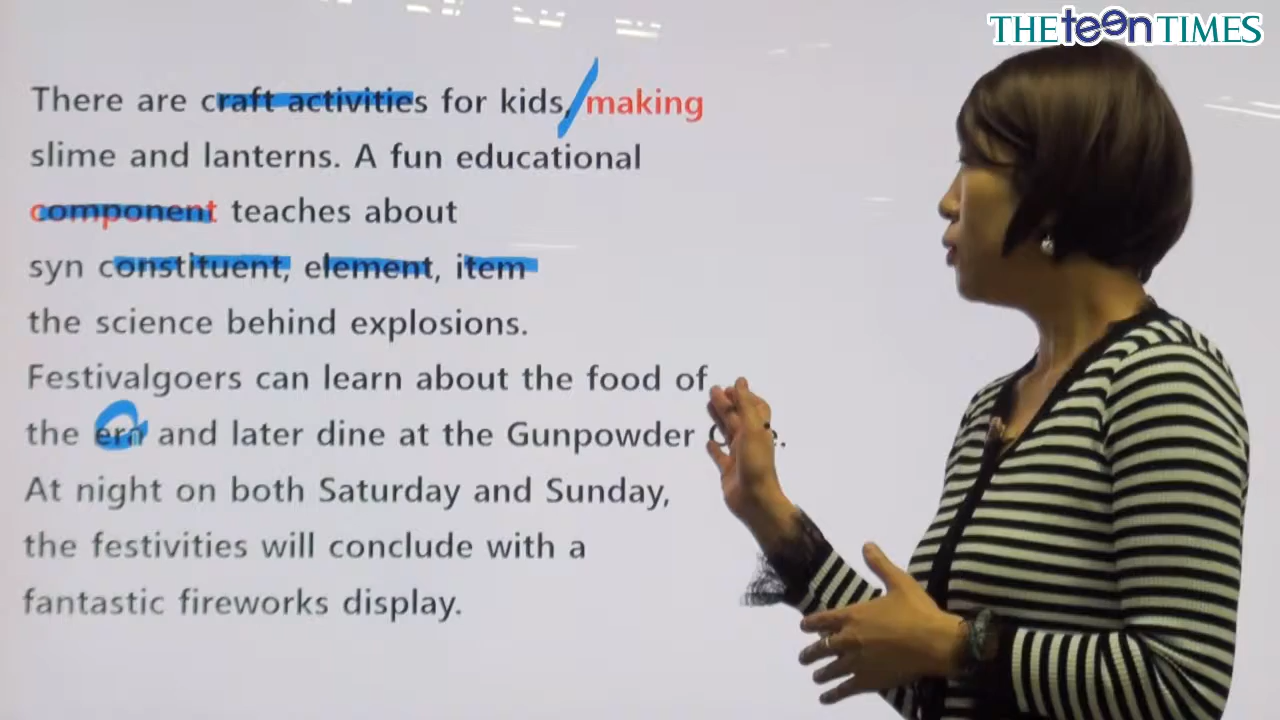 THE teen TIMES
There are craft activities for kids, making
slime and lanterns. A fun educational
component teaches about
syn constituent, element, item
the science behind explosions.
Festivalgoers can learn about the food of
the era and later dine at the Gunpowder
At night on both Saturday and Sunday,
the festivities will conclude with a
fantastic fireworks display.